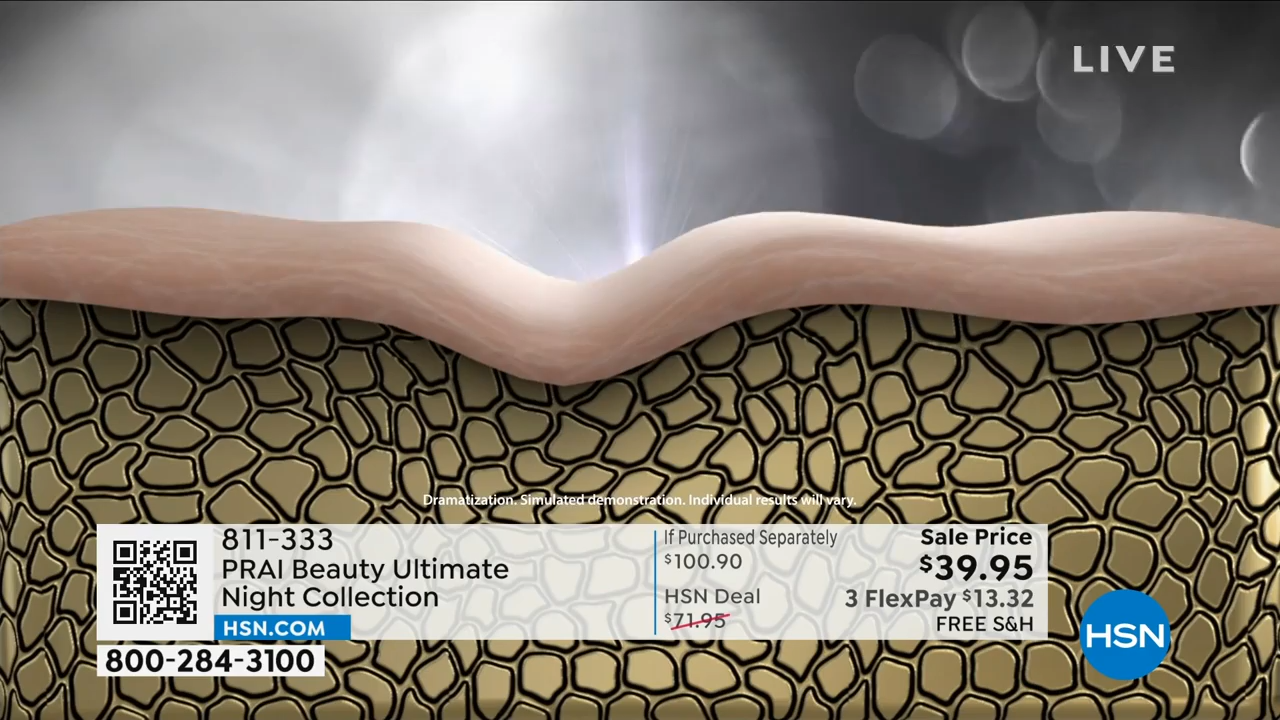 LIVE
Dramatization. Simulated demonstration. Individual results will vary.
811-333
PRAI Beauty Ultimate
Night Collection
HSN.COM
800-284-3100
If Purchased Separately
$100.90
HSN Deal
$71.95
Sale Price
$39.95
3 FlexPay $13.32
FREE S&H
HSN